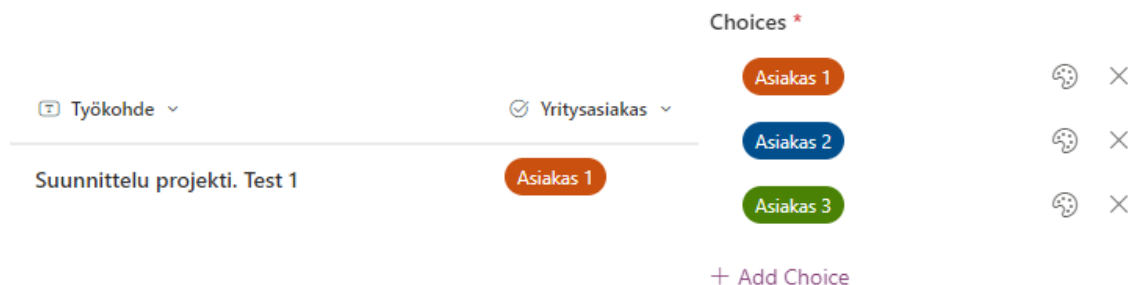 Choices *
Asiakas 1
Työkohde
Yritysasiakas
Asiakas 2
Suunnittelu projekti. Test 1
Asiakas 1
Asiakas 3
+ Add Choice